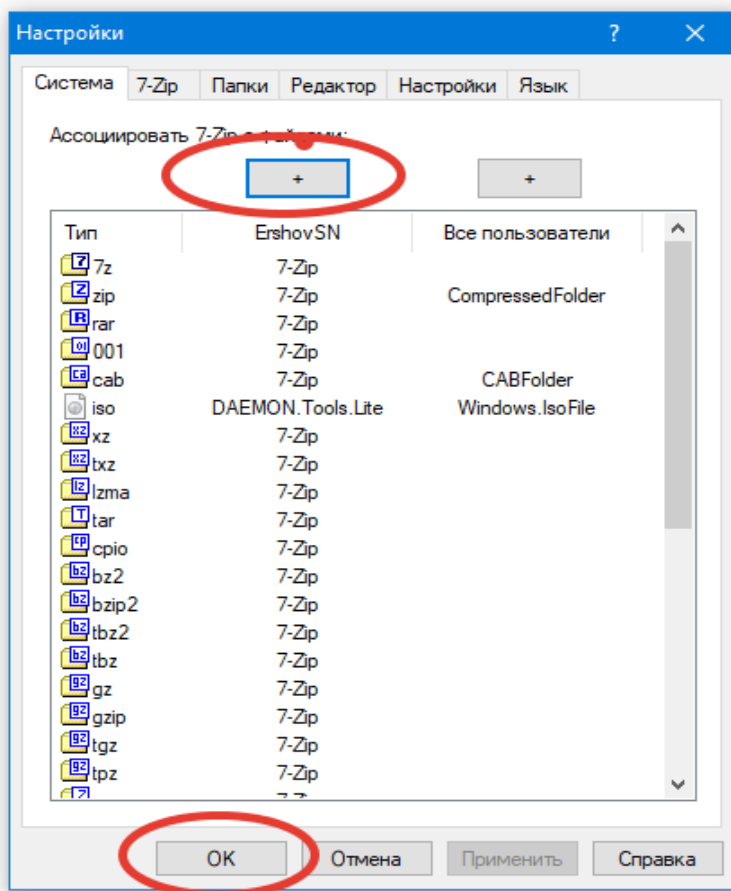 Настройки ?
Система 7-Zip Папки Редактор Настройки Язык
Ассоциировать 7-Zip с файлами:
+ +
Тип ErshovSN Все пользователи
7z 7-Zip
zip 7-Zip CompressedFolder
rar 7-Zip
001 7-Zip
cab 7-Zip CABFolder
iso DAEMON.Tools.Lite Windows.IsoFile
xz 7-Zip
txz 7-Zip
lzma 7-Zip
tar 7-Zip
cpio 7-Zip
bz2 7-Zip
bzip2 7-Zip
tbz2 7-Zip
tbz 7-Zip
gz 7-Zip
gzip 7-Zip
tgz 7-Zip
tpz 7-Zip
OK Отмена Применить Справка